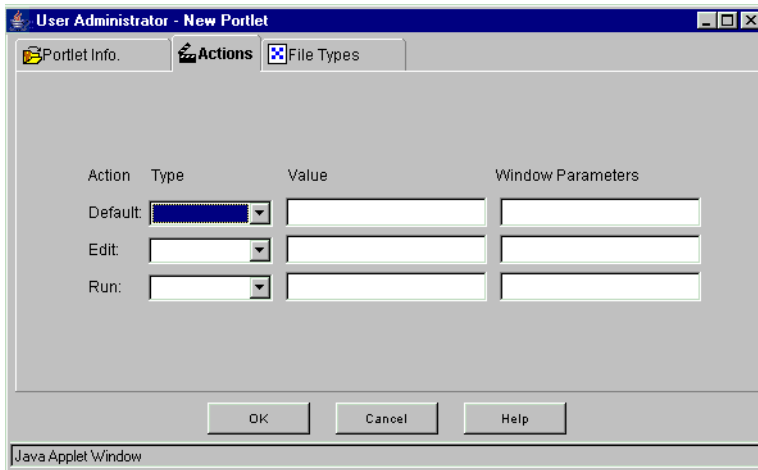 User Administrator - New Portlet
Portlet Info. Actions File Types
Action Type Value Window Parameters
Default:
Edit:
Run:
OK Cancel Help
Java Applet Window